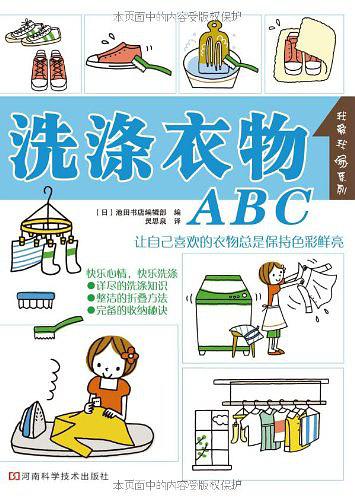 本页面中的内容受版权保护
我爱我家系列
洗涤衣物
ABC
［日］池田书店编辑部 编
灵思泉 译
让自己喜欢的衣物总是保持色彩鲜亮
快乐心情，快乐洗涤
●详尽的洗涤知识
●整洁的折叠方法
●完备的收纳秘诀
河南科学技术出版社
本页面中的内容受版权保护